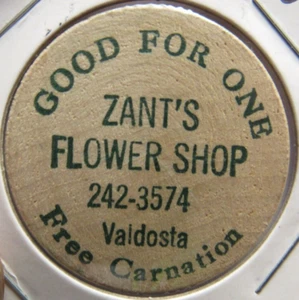 GOOD FOR ONE
ZANT'S
FLOWER SHOP
242-3574
Valdosta
Free Carnation